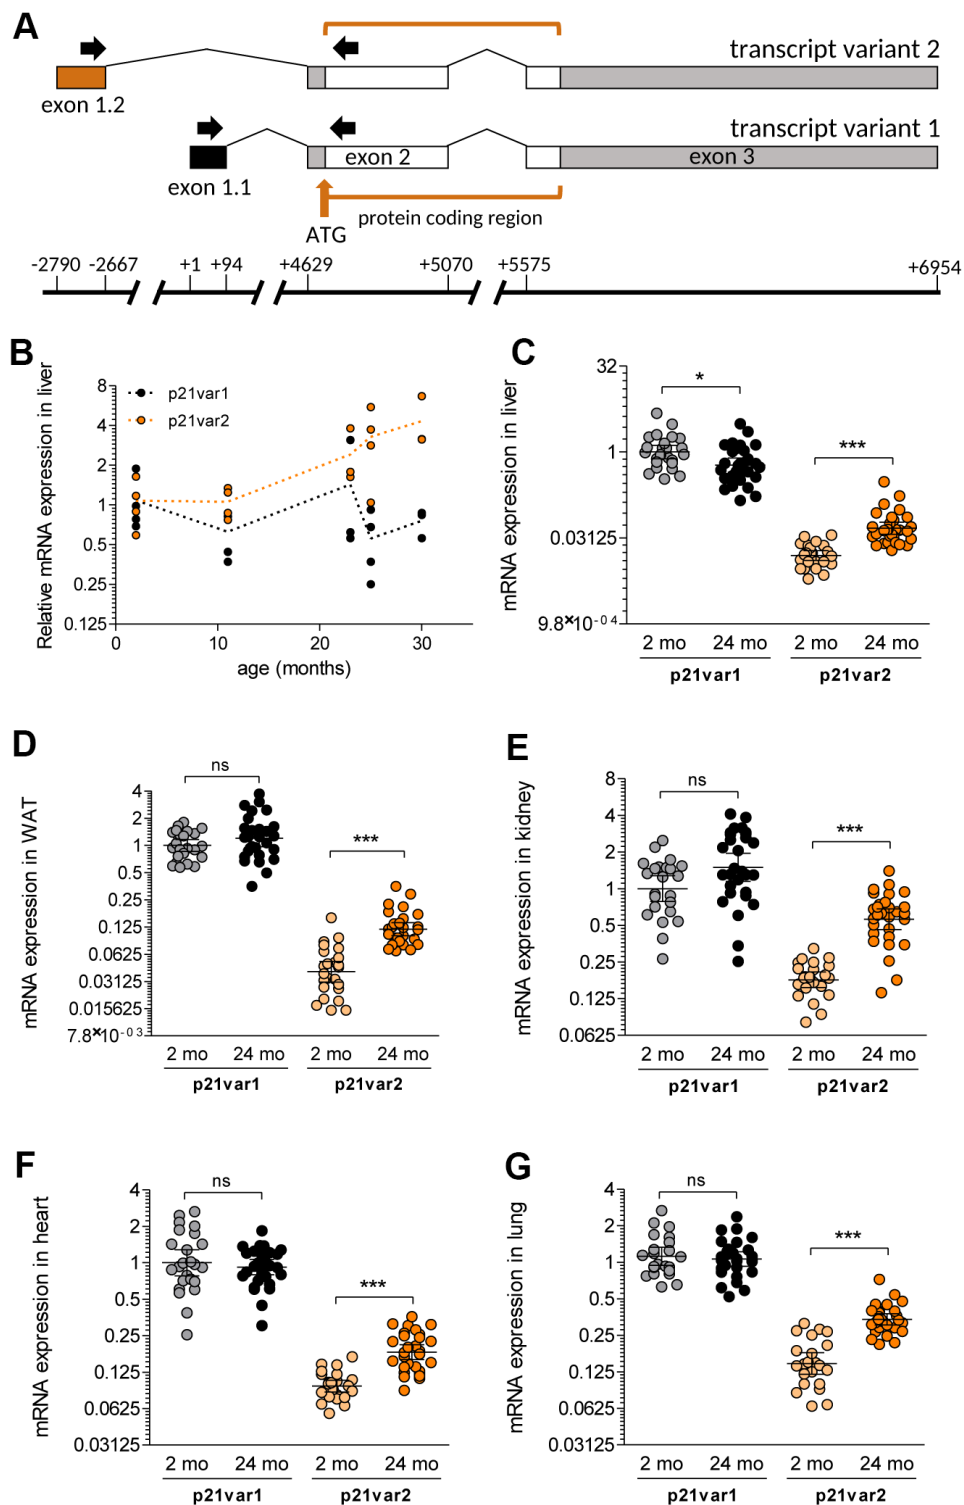 A
transcript variant 2
exon 1.2
transcript variant 1
exon 2
exon 3
exon 1.1
protein coding region
ATG
-2790
-2667
+1
+94
+4629
+5070
+5575
+6954
B
Relative mRNA expression in liver
8
4
2
1
0.5
0.25
0.125
p21var1
p21var2
0
10
20
30
age (months)
C
mRNA expression in liver
32
1
0.03125
9.8×10⁻⁰⁴
*
***
2 mo
24 mo
2 mo
24 mo
p21var1
p21var2
D
mRNA expression in WAT
4
2
1
0.5
0.25
0.125
0.0625
0.03125
0.015625
7.8×10⁻⁰³
ns
***
2 mo
24 mo
2 mo
24 mo
p21var1
p21var2
E
mRNA expression in kidney
8
4
2
1
0.5
0.25
0.125
0.0625
ns
***
2 mo
24 mo
2 mo
24 mo
p21var1
p21var2
F
mRNA expression in heart
4
2
1
0.5
0.25
0.125
0.0625
0.03125
ns
***
2 mo
24 mo
2 mo
24 mo
p21var1
p21var2
G
mRNA expression in lung
4
2
1
0.5
0.25
0.125
0.0625
0.03125
ns
***
2 mo
24 mo
2 mo
24 mo
p21var1
p21var2